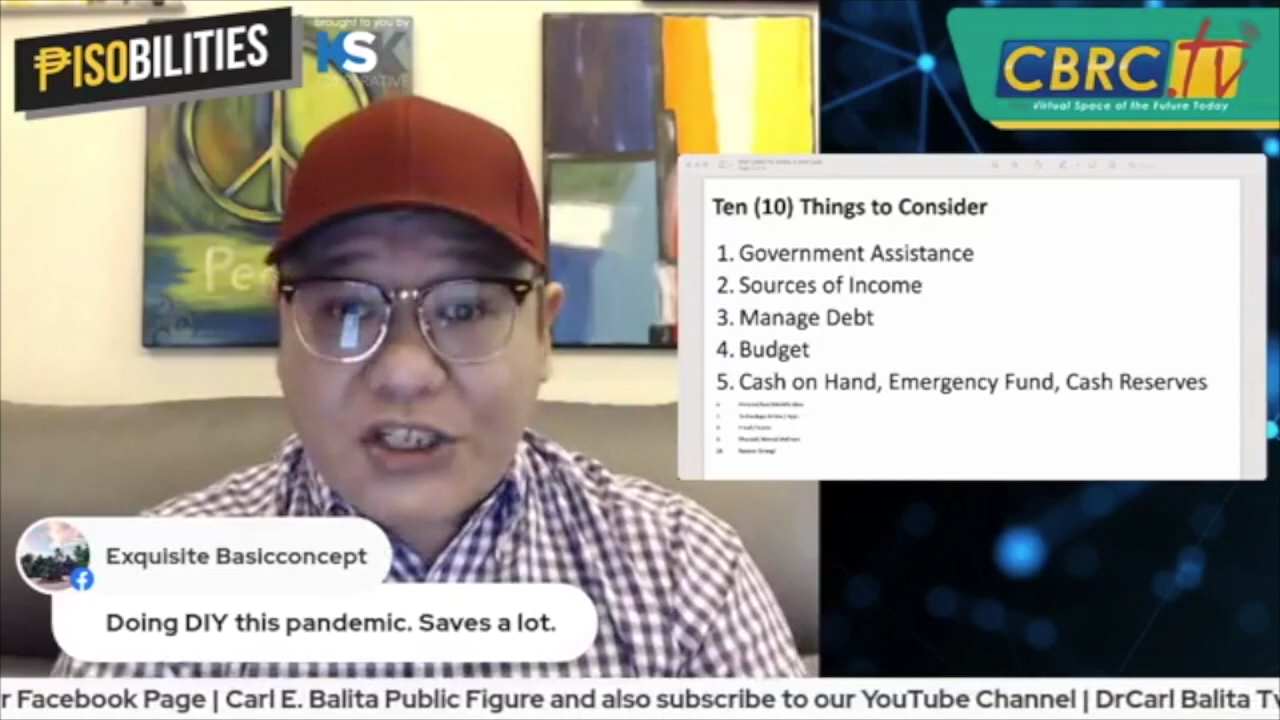 ₱ISOBILITIES
brought to you by
KSK
CBRC.tv
Virtual Space of the Future Today
Pe
Ten (10) Things to Consider
1. Government Assistance
2. Sources of Income
3. Manage Debt
4. Budget
5. Cash on Hand, Emergency Fund, Cash Reserves
Exquisite Basicconcept
Doing DIY this pandemic. Saves a lot.
r Facebook Page | Carl E. Balita Public Figure and also subscribe to our YouTube Channel | DrCarl Balita Tv